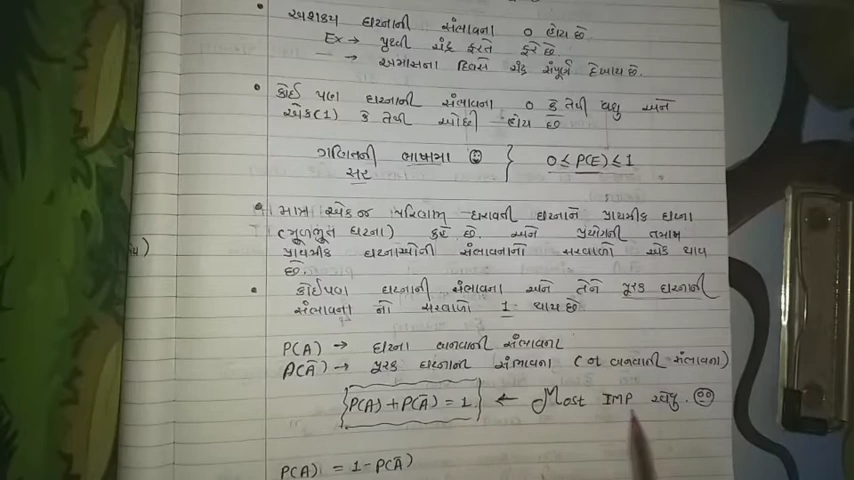 અશક્ય ઘટનાની સંભાવના 0 હોય છે
Ex → પૃથ્વી ચંદ્ર ફરતે ફરે છે
→ અમાસના દિવસે ચંદ્ર સંપૂર્ણ દેખાય છે.
કોઈ પણ ઘટનાની સંભાવના 0 કે તેથી વધુ અને
એક(1) કે તેથી ઓછી હોય છે
ગણિતની ભાષામા } 0 ≤ P(E) ≤ 1
સર
માત્ર એક જ પરિણામ ધરાવતી ઘટનાને પ્રાથમીક ઘટના
(મૂળભૂત ઘટના) કહે છે. અને પ્રયોગની તમામ
પ્રાથમીક ઘટનાઓની સંભાવનાનો સરવાળો એક થાય
છે.
કોઈપણ ઘટનાની સંભાવના અને તેને પૂરક ઘટનાની
સંભાવના નો સરવાળો 1 થાય છે
P(A) → ઘટના બનવાની સંભાવના
P(Ā) → પૂરક ઘટનાની સંભાવના (ન બનવાની સંભાવના)
P(A) + P(Ā) = 1 ← Most IMP
P(A) = 1 - P(Ā)